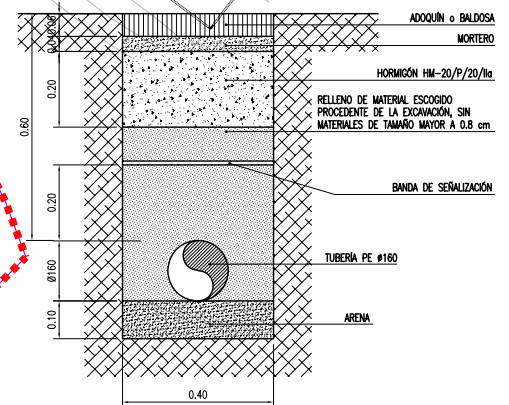 ADOQUÍN o BALDOSA
MORTERO
HORMIGÓN HM-20/P/20/IIa
RELLENO DE MATERIAL ESCOGIDO
PROCEDENTE DE LA EXCAVACIÓN, SIN
MATERIALES DE TAMAÑO MAYOR A 0.8 cm
BANDA DE SEÑALIZACIÓN
TUBERÍA PE ø160
ARENA
0.20
0.60
0.20
Ø160
0.10
0.40